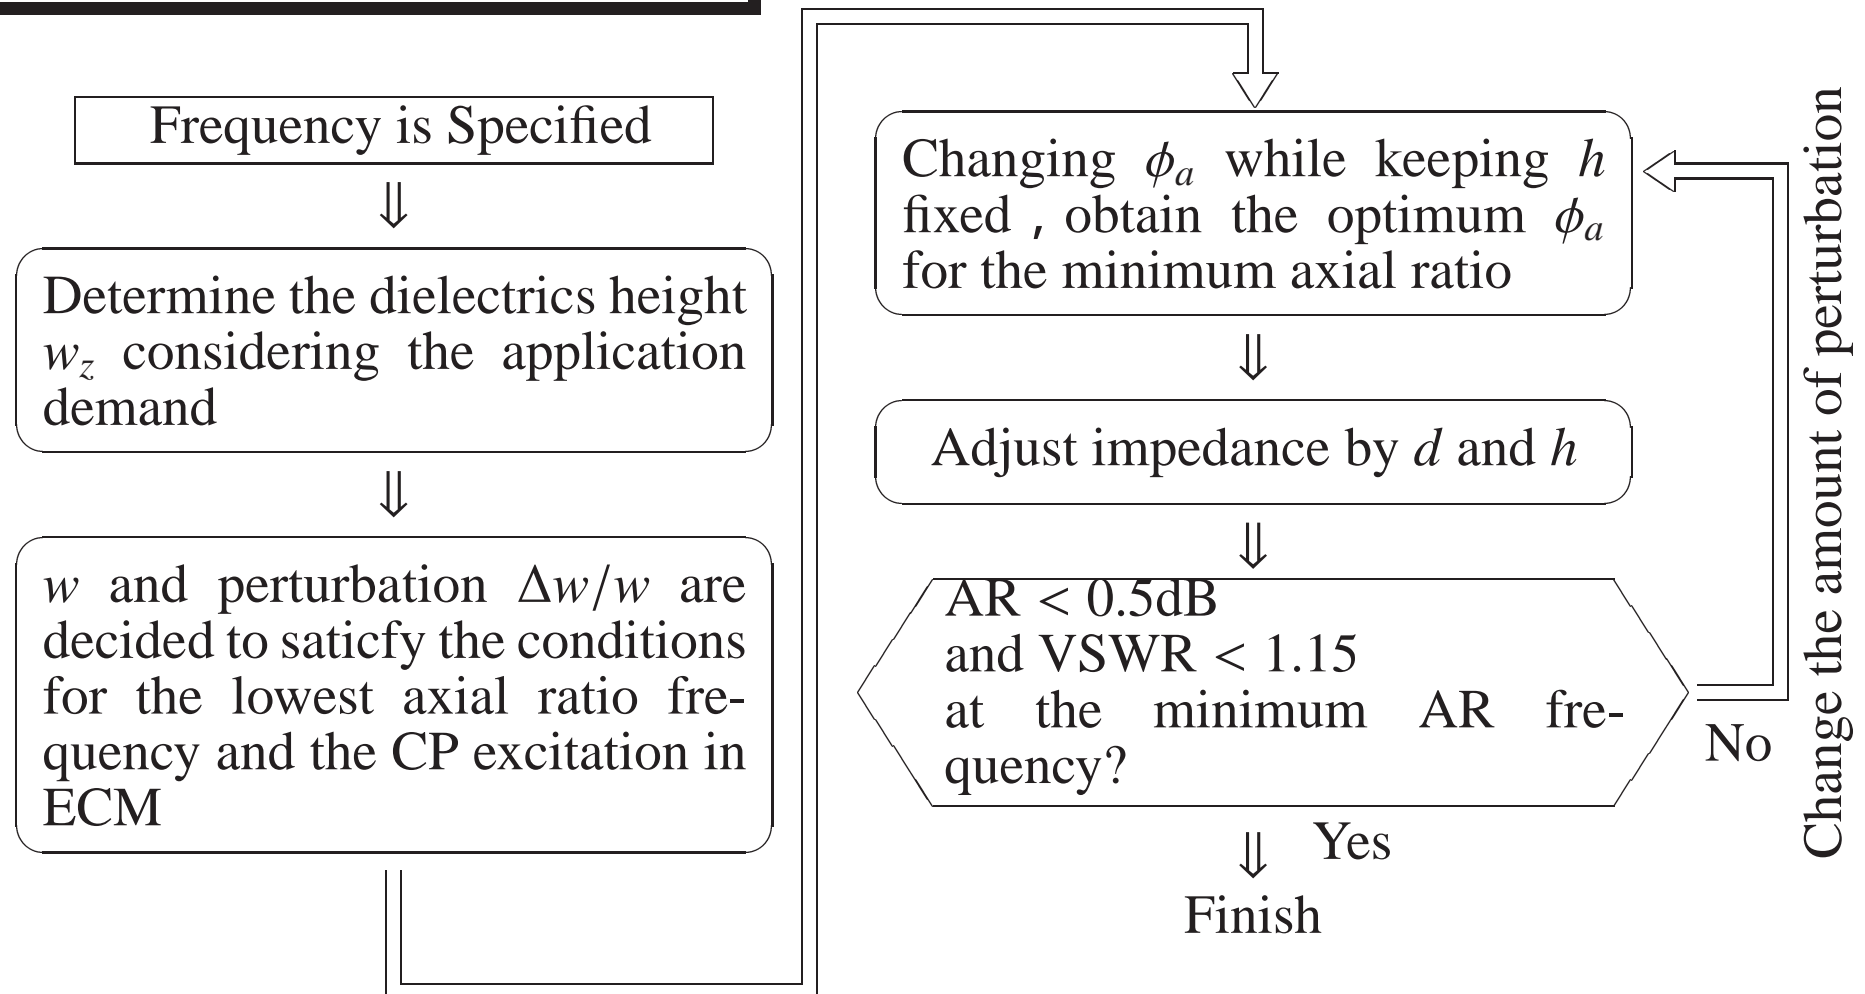 Frequency is Specified
⇓
Determine the dielectrics height
w_z considering the application
demand
⇓
w and perturbation Δw/w are
decided to saticfy the conditions
for the lowest axial ratio fre-
quency and the CP excitation in
ECM
Changing ϕ_a while keeping h
fixed , obtain the optimum ϕ_a
for the minimum axial ratio
⇓
Adjust impedance by d and h
⇓
AR < 0.5dB
and VSWR < 1.15
at the minimum AR fre-
quency?
No
Change the amount of perturbation
⇓ Yes
Finish